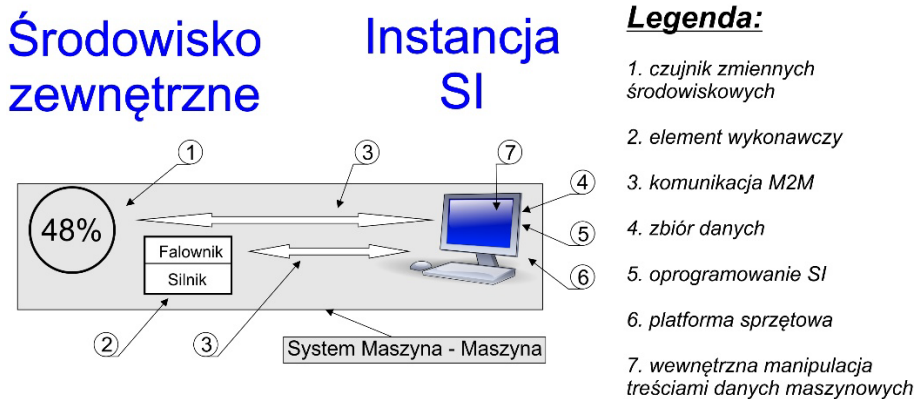 Środowisko
zewnętrzne
Instancja
SI
Legenda:
1. czujnik zmiennych
środowiskowych
2. element wykonawczy
3. komunikacja M2M
4. zbiór danych
5. oprogramowanie SI
6. platforma sprzętowa
7. wewnętrzna manipulacja
treściami danych maszynowych
1
3
7
4
5
6
48%
Falownik
Silnik
2
3
System Maszyna - Maszyna